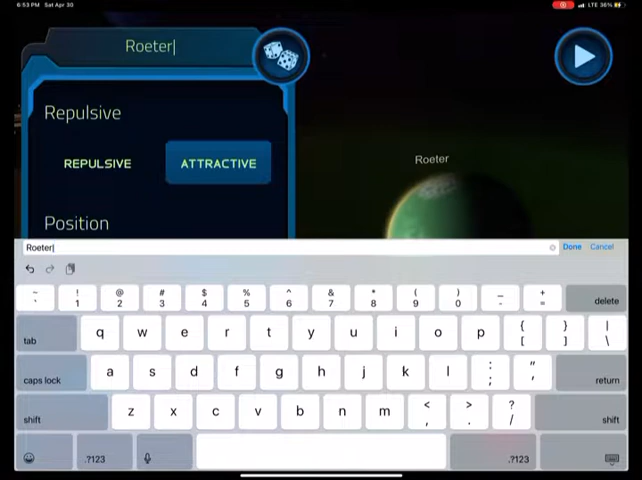 6:53 PM Sat Apr 30
LTE 36%
Roeter
Repulsive
REPULSIVE ATTRACTIVE
Position
Roeter
Roeter
Done Cancel
~ ! @ # $ % ^ & * ( ) _ +
` 1 2 3 4 5 6 7 8 9 0 - = delete
tab q w e r t y u i o p { [ } ] | \
caps lock a s d f g h j k l : ; " ' return
shift z x c v b n m < , > . ? / shift
.?123 .?123